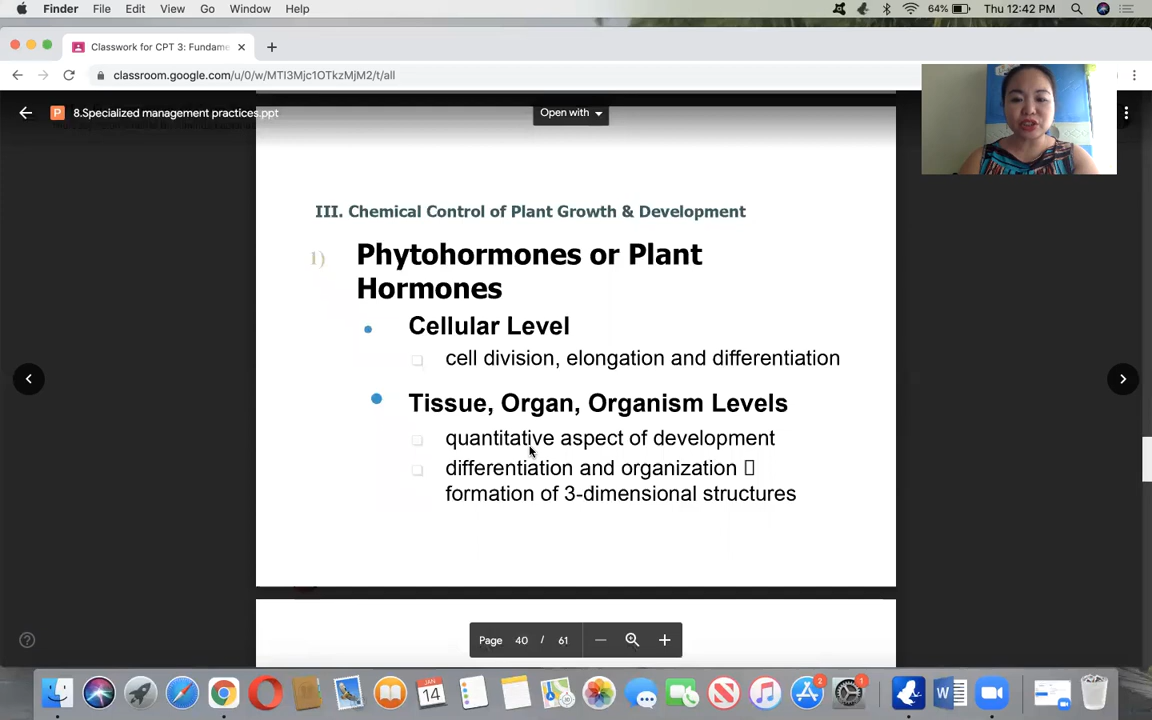 Finder File Edit View Go Window Help 64% Thu 12:42 PM
Classwork for CPT 3: Fundame
classroom.google.com/u/0/w/MTI3Mjc1OTkzMjM2/t/all
P 8.Specialized management practices.ppt Open with
III. Chemical Control of Plant Growth & Development
1) Phytohormones or Plant
Hormones
Cellular Level
cell division, elongation and differentiation
Tissue, Organ, Organism Levels
quantitative aspect of development
differentiation and organization
formation of 3-dimensional structures
Page 40 / 61
JAN
14
2
1
W